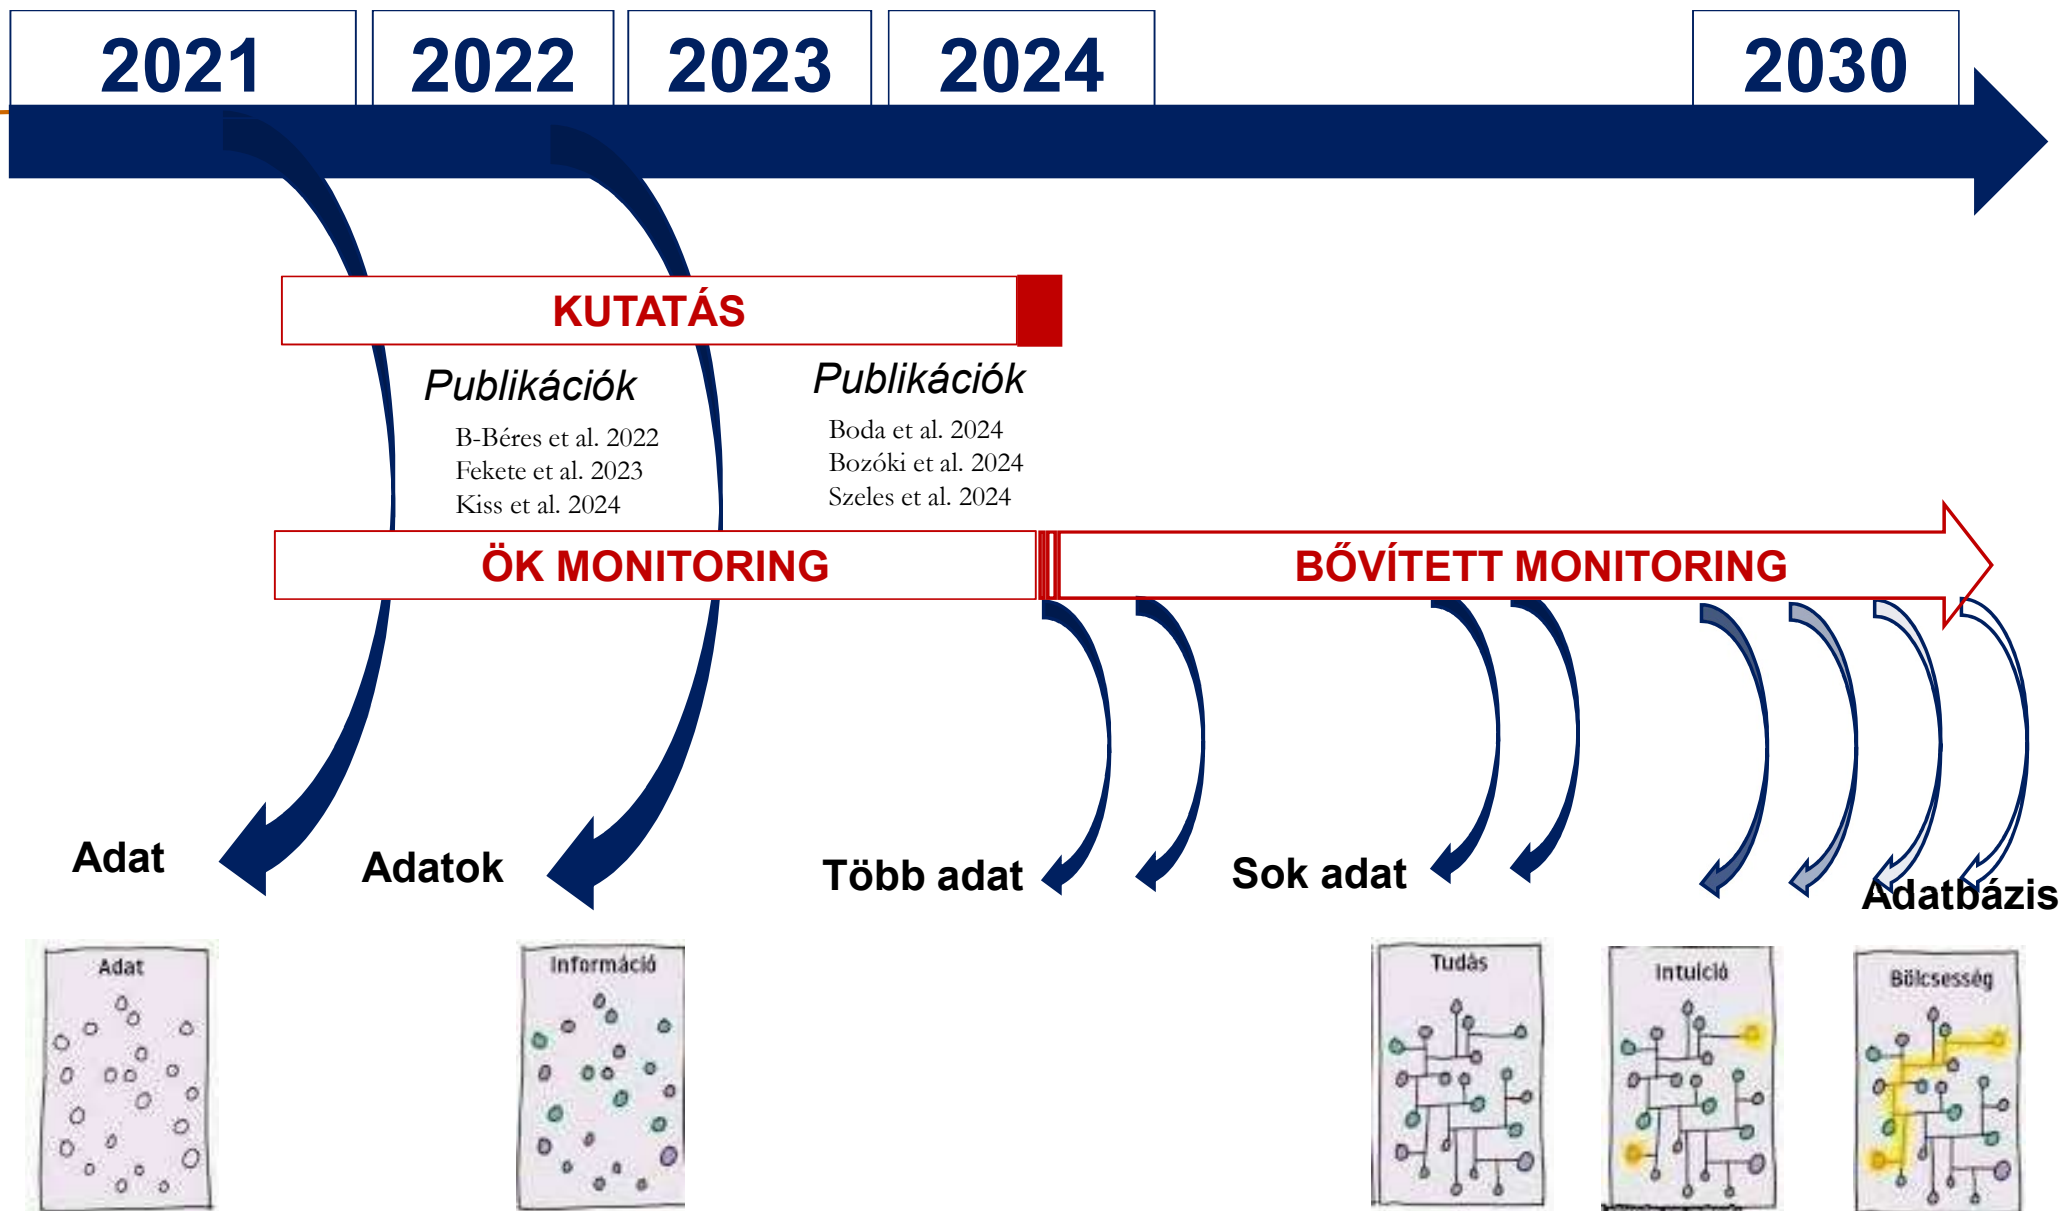 2021
2022
2023
2024
2030
KUTATÁS
Publikációk
B-Béres et al. 2022
Fekete et al. 2023
Kiss et al. 2024
Publikációk
Boda et al. 2024
Bozóki et al. 2024
Szeles et al. 2024
ÖK MONITORING
BŐVÍTETT MONITORING
Adat
Adatok
Több adat
Sok adat
Adatbázis
Adat
Információ
Tudás
Intuíció
Bölcsesség